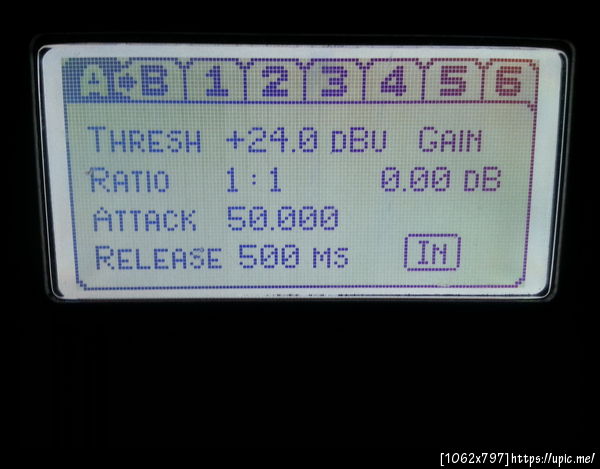 A B 1 2 3 4 5 6
THRESH +24.0 DBU GAIN
RATIO 1:1 0.00 DB
ATTACK 50.000
RELEASE 500 MS IN
[1062x797]https://upic.me/